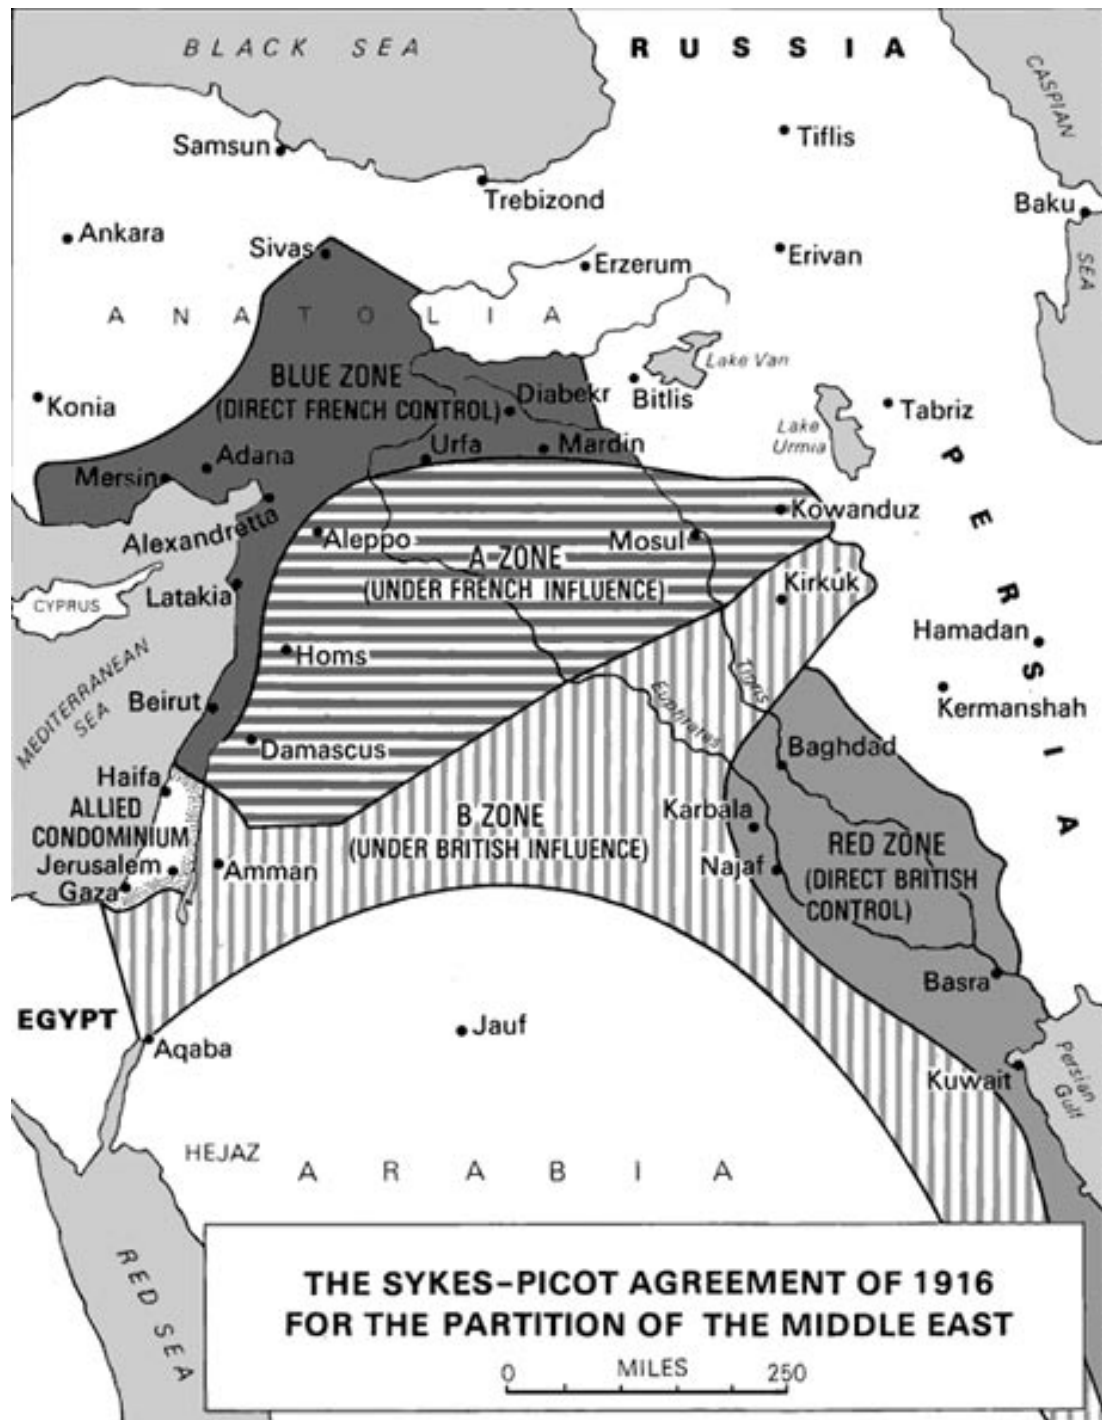 BLACK SEA
RUSSIA
CASPIAN
SEA
Tiflis
Samsun
Trebizond
Baku
Ankara
Sivas
Erzerum
Erivan
ANATOLIA
Lake Van
BLUE ZONE
(DIRECT FRENCH CONTROL)
Diabekr
Bitlis
Konia
Tabriz
Lake
Urmia
PERSIA
Urfa
Mardin
Adana
Mersin
Kowanduz
Alexandretta
Aleppo
Mosul
A ZONE
(UNDER FRENCH INFLUENCE)
Kirkuk
CYPRUS
Latakia
Hamadan
Homs
MEDITERRANEAN
SEA
Tigris
Euphrates
Kermanshah
Beirut
Damascus
Baghdad
Haifa
ALLIED
CONDOMINIUM
Jerusalem
Gaza
Amman
B ZONE
(UNDER BRITISH INFLUENCE)
Karbala
Najaf
RED ZONE
(DIRECT BRITISH
CONTROL)
Basra
EGYPT
Aqaba
Jauf
Kuwait
Persian
Gulf
HEJAZ
ARABIA
RED SEA
THE SYKES-PICOT AGREEMENT OF 1916
FOR THE PARTITION OF THE MIDDLE EAST
0 MILES 250